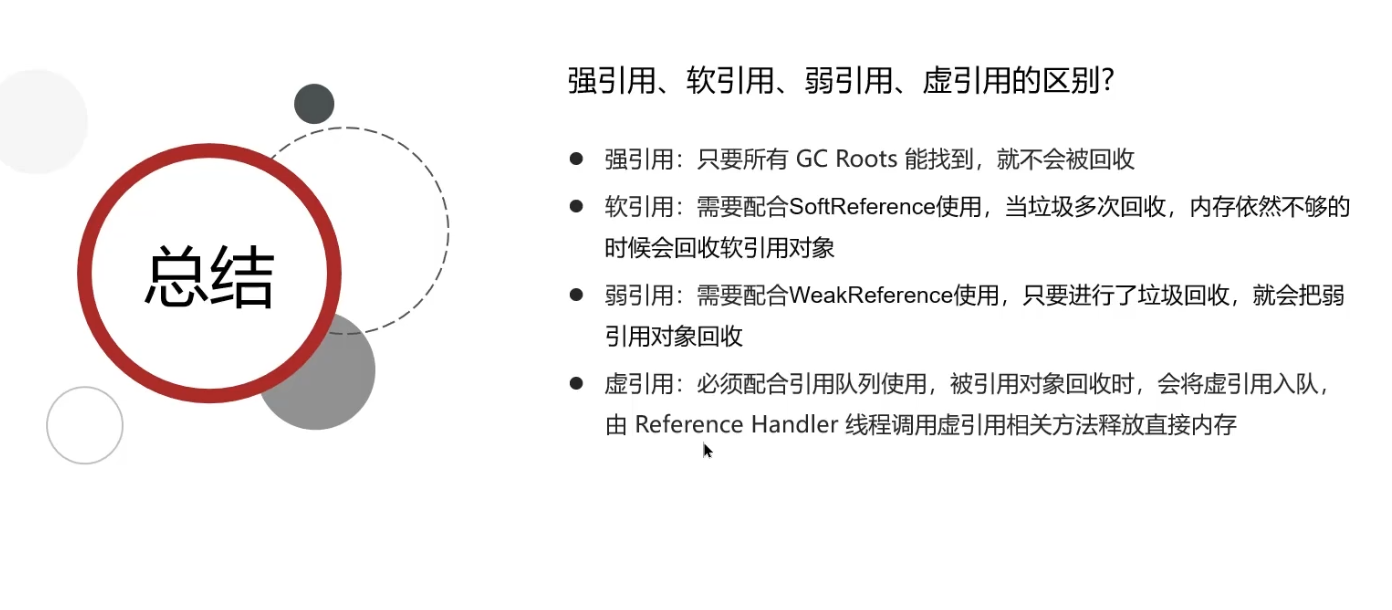 总结
强引用、软引用、弱引用、虚引用的区别?
● 强引用：只要所有 GC Roots 能找到，就不会被回收
● 软引用：需要配合SoftReference使用，当垃圾多次回收，内存依然不够的
时候会回收软引用对象
● 弱引用：需要配合WeakReference使用，只要进行了垃圾回收，就会把弱
引用对象回收
● 虚引用：必须配合引用队列使用，被引用对象回收时，会将虚引用入队，
由 Reference Handler 线程调用虚引用相关方法释放直接内存